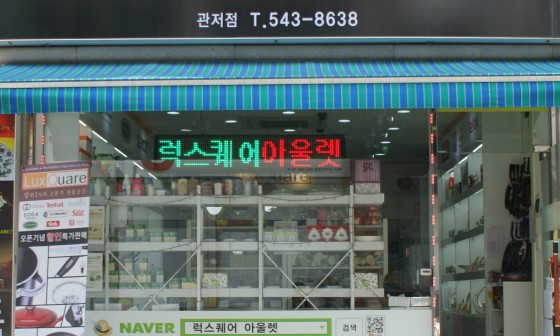 관저점 T.543-8638
럭스퀘어아울렛
LuxQuare
Tefal
오픈기념 할인특가판매
NAVER 럭스퀘어 아울렛 검색